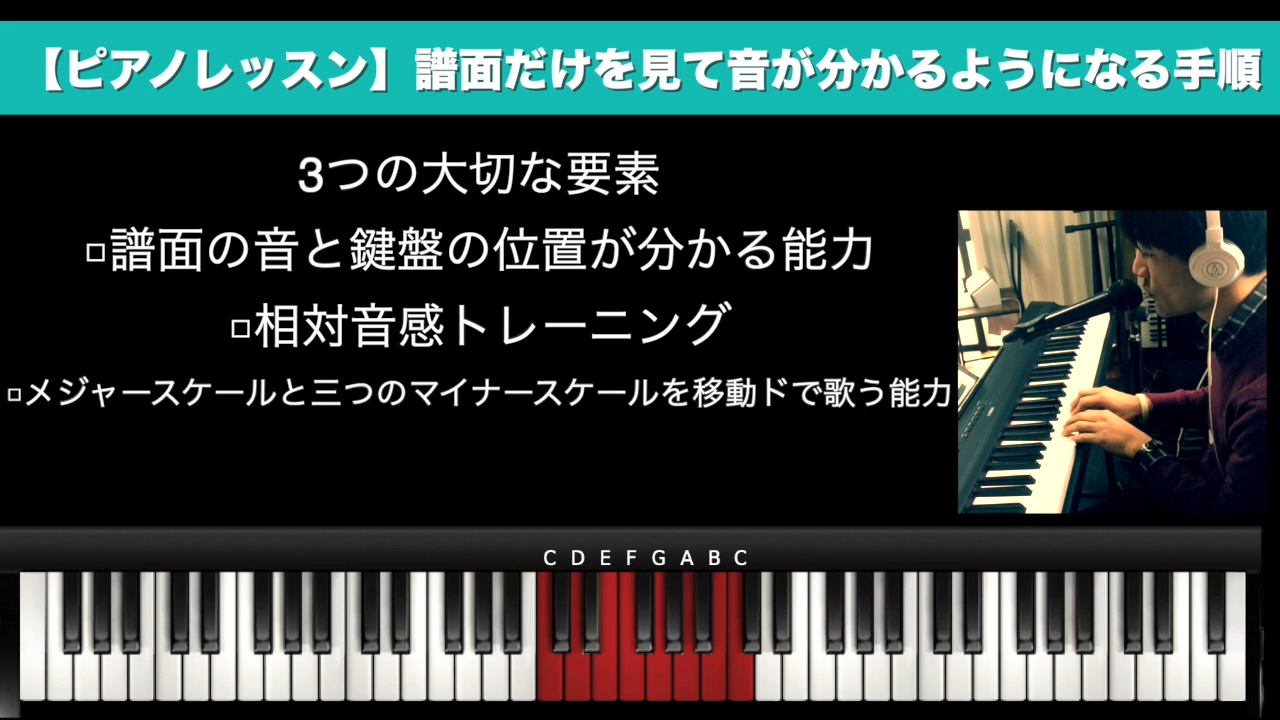 【ピアノレッスン】譜面だけを見て音が分かるようになる手順
3つの大切な要素
▫譜面の音と鍵盤の位置が分かる能力
▫相対音感トレーニング
▫メジャースケールと三つのマイナースケールを移動ドで歌う能力
C D E F G A B C